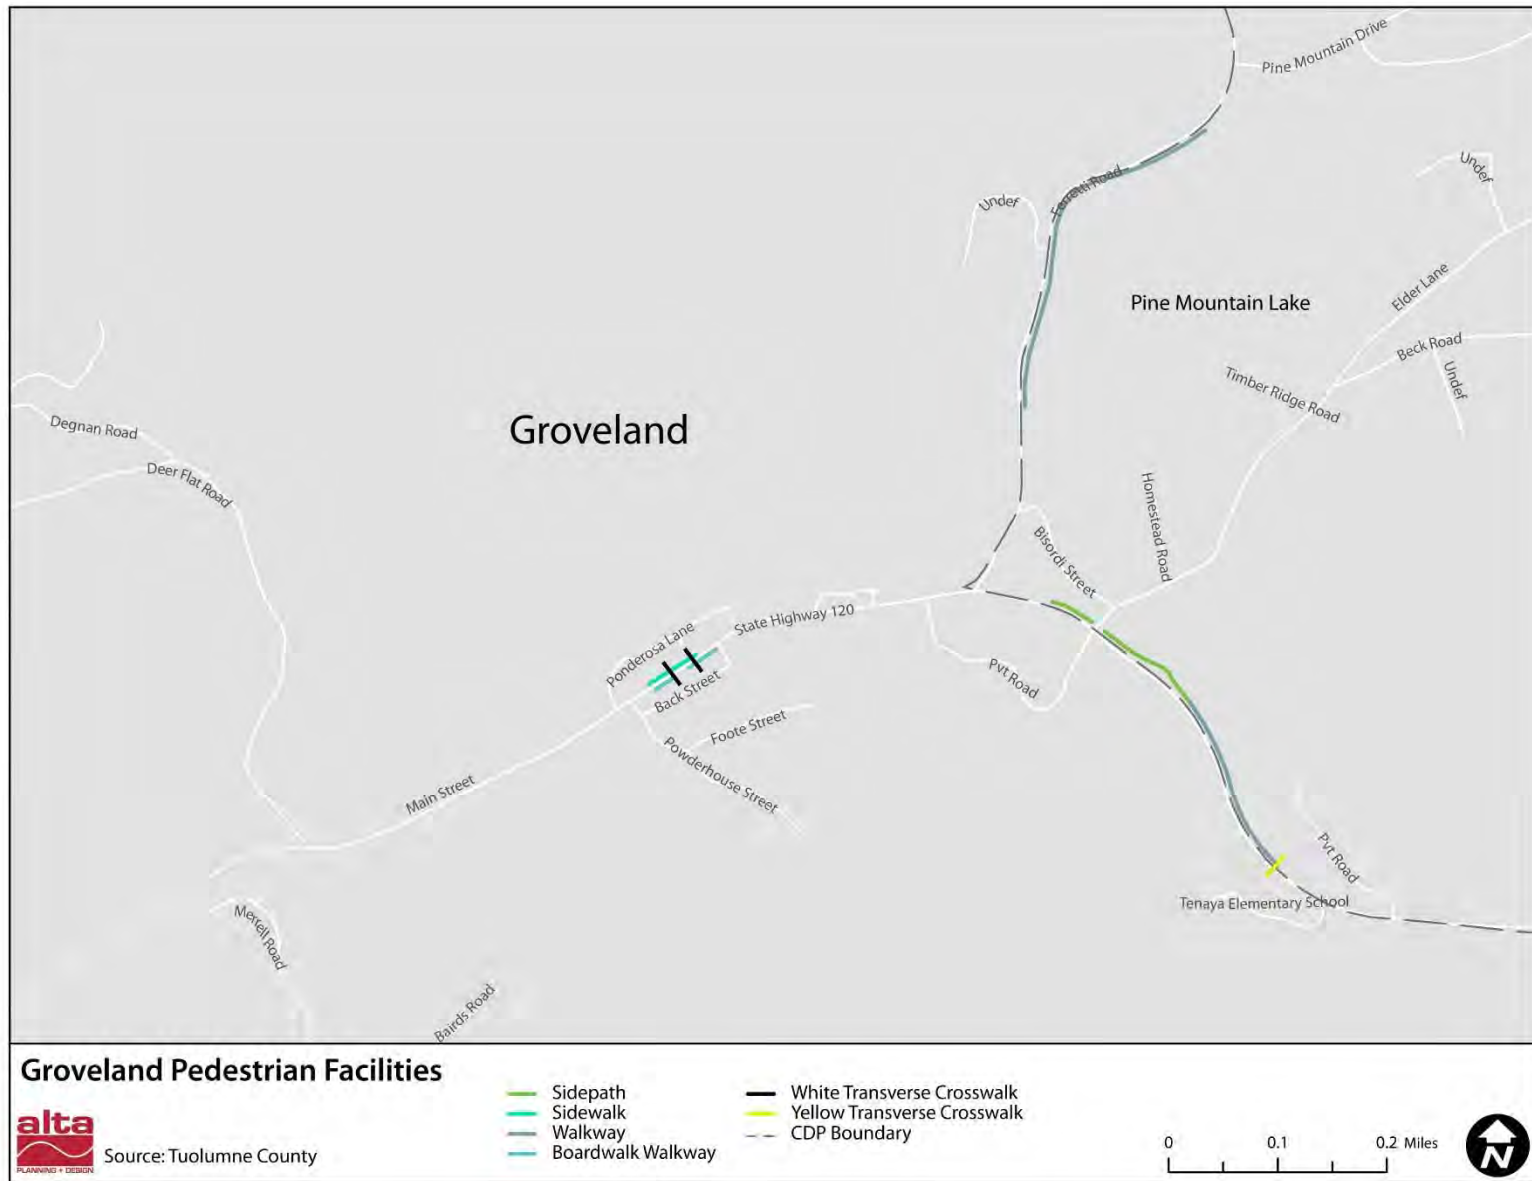 Pine Mountain Drive
Undef
Ferretti Road
Undef
Elder Lane
Pine Mountain Lake
Beck Road
Timber Ridge Road
Undef
Groveland
Degnan Road
Deer Flat Road
Homestead Road
Bisordi Street
State Highway 120
Ponderosa Lane
Pvt Road
Back Street
Foote Street
Powderhouse Street
Main Street
Pvt Road
Tenaya Elementary School
Merrell Road
Bairds Road
Groveland Pedestrian Facilities
alta
PLANNING + DESIGN
Source: Tuolumne County
Sidepath
Sidewalk
Walkway
Boardwalk Walkway
White Transverse Crosswalk
Yellow Transverse Crosswalk
CDP Boundary
0 0.1 0.2 Miles
N